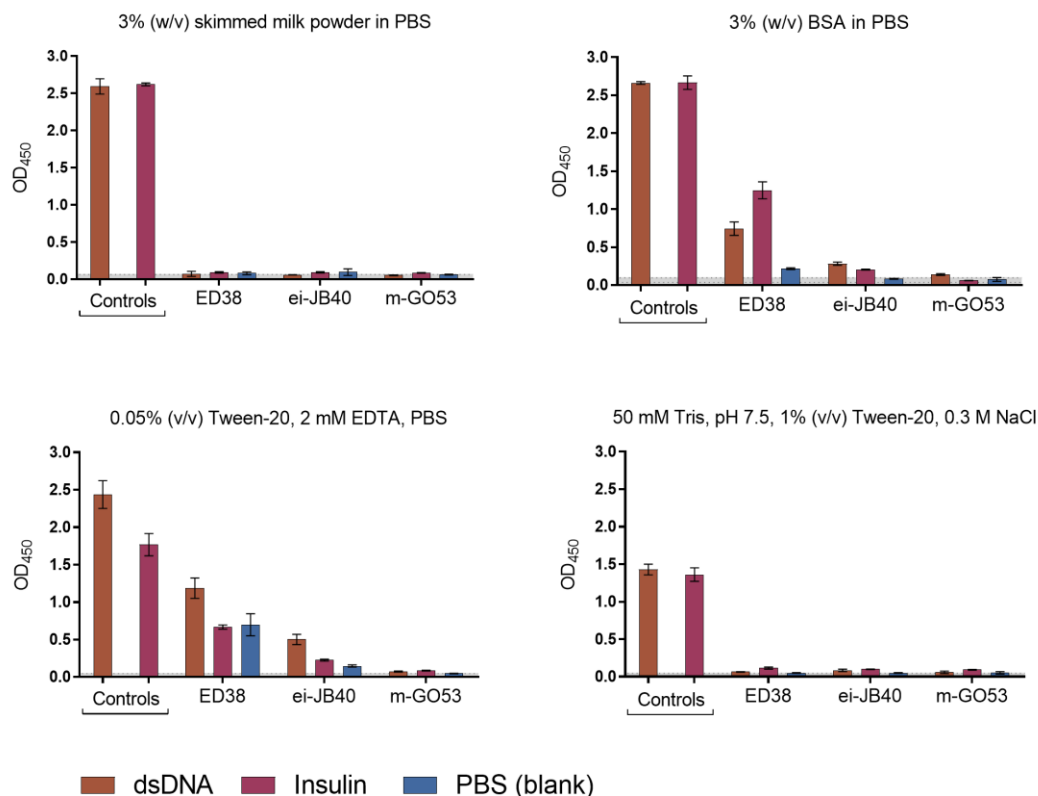 3% (w/v) skimmed milk powder in PBS
3.0
2.5
2.0
1.5
1.0
0.5
0.0
OD450
Controls ED38 ei-JB40 m-GO53
3% (w/v) BSA in PBS
3.0
2.5
2.0
1.5
1.0
0.5
0.0
OD450
Controls ED38 ei-JB40 m-GO53
0.05% (v/v) Tween-20, 2 mM EDTA, PBS
3.0
2.5
2.0
1.5
1.0
0.5
0.0
OD450
Controls ED38 ei-JB40 m-GO53
50 mM Tris, pH 7.5, 1% (v/v) Tween-20, 0.3 M NaCl
3.0
2.5
2.0
1.5
1.0
0.5
0.0
OD450
Controls ED38 ei-JB40 m-GO53
dsDNA Insulin PBS (blank)